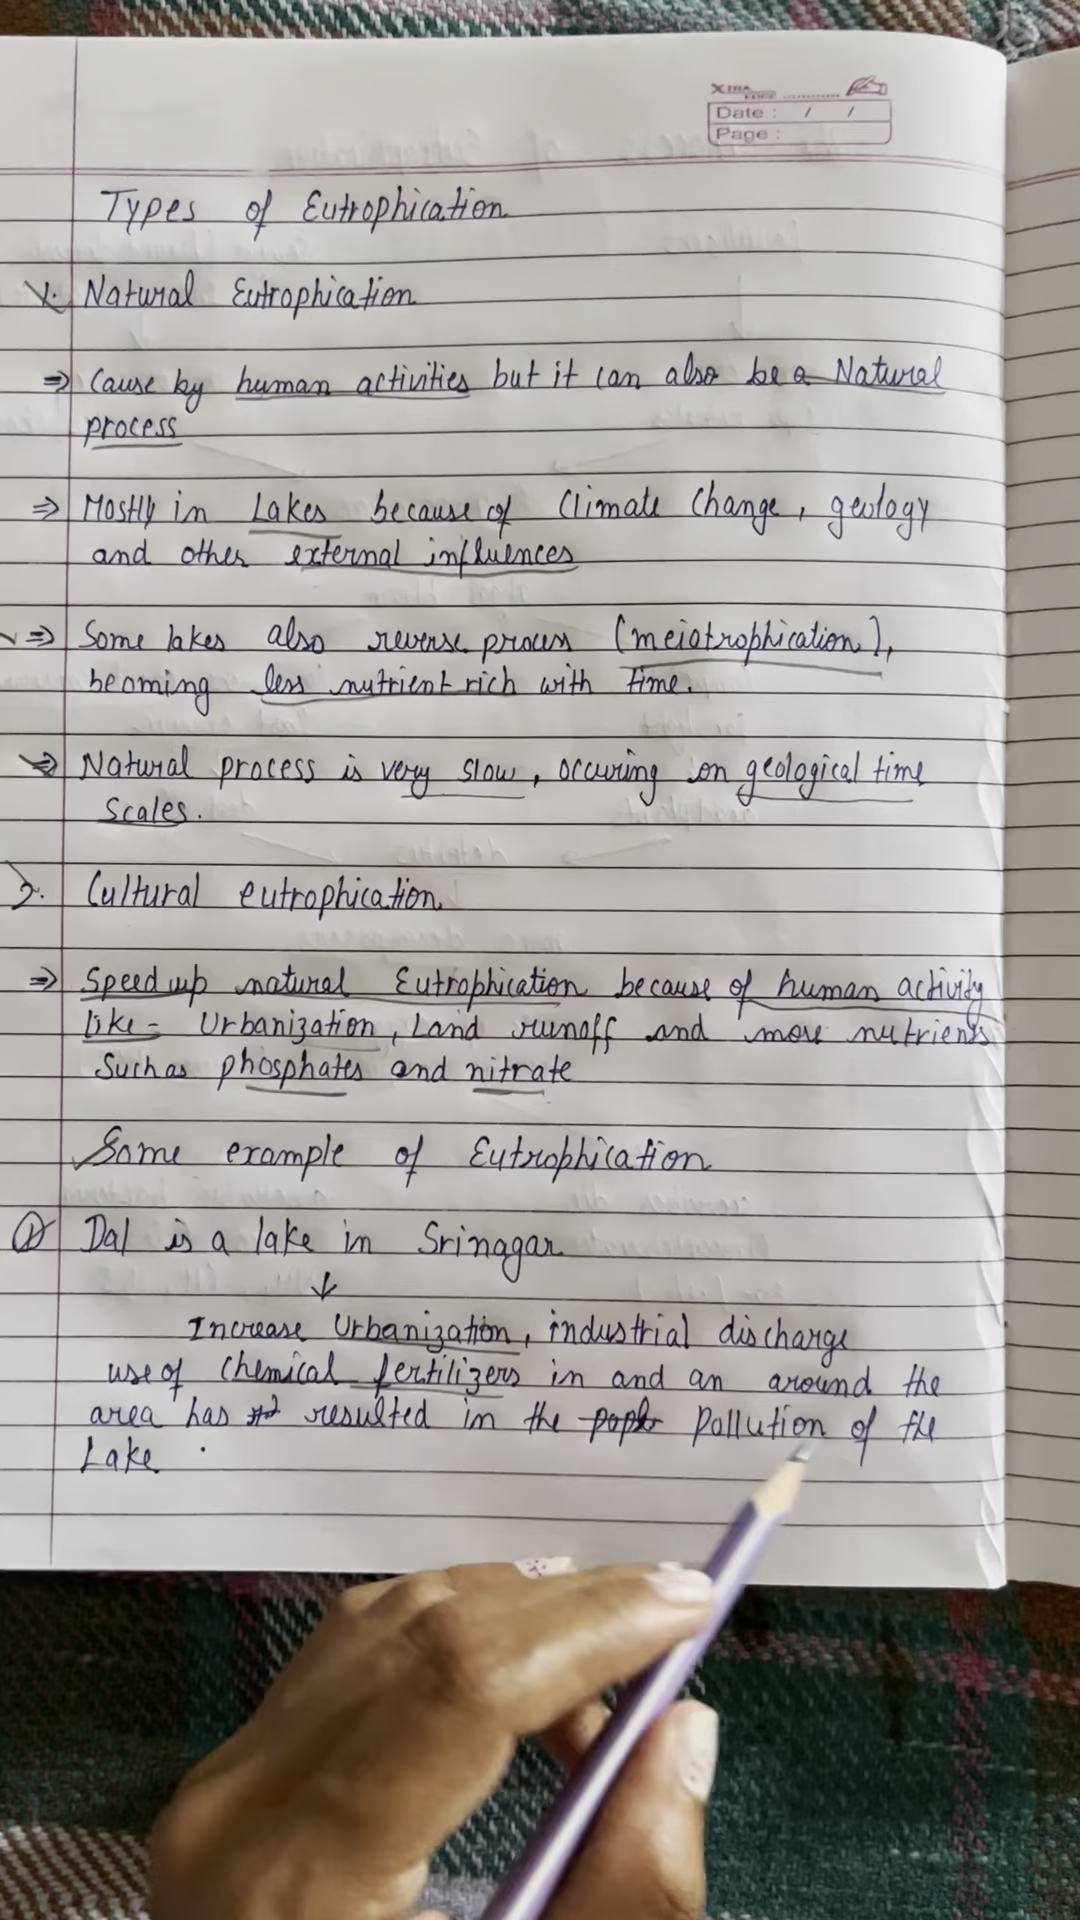 XTRA EDGE ............
Date : / /
Page :
Types of Eutrophication
1. Natural Eutrophication
⇒ Cause by human activities but it can also be a Natural
process
⇒ Mostly in Lakes because of Climate Change, geology
and other external influences
⇒ Some lakes also reverse process (meiotrophication),
beoming less nutrient rich with time.
⇒ Natural process is very slow, occuring on geological time
Scales.
2. Cultural eutrophication
⇒ Speed up natural Eutrophication because of human activity
like - Urbanization, Land runoff and more nutrients
Such as phosphates and nitrate
Some example of Eutrophication
① Dal is a lake in Srinagar
↓
Increase Urbanization, industrial discharge
use of Chemical fertilizers in and an around the
area has resulted in the Pollution of the
Lake.